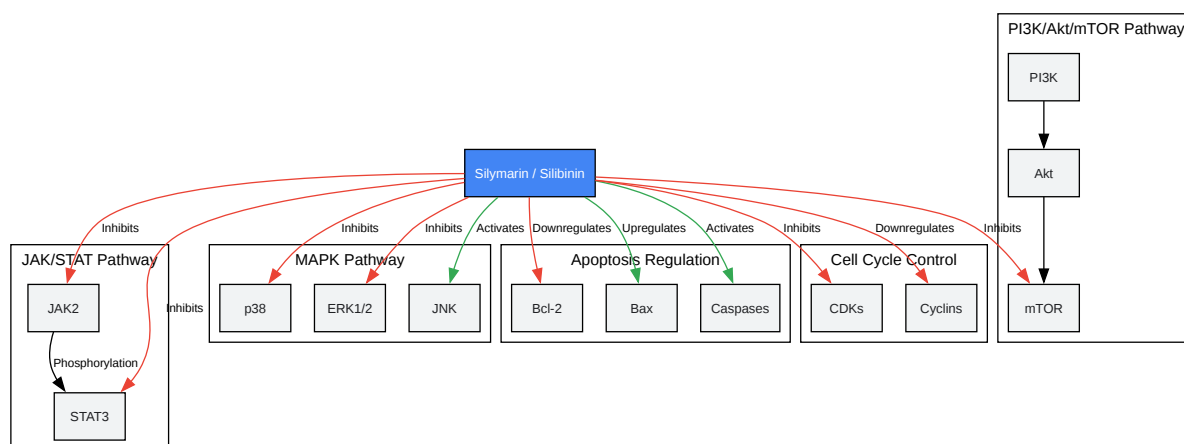 PI3K/Akt/mTOR Pathway
PI3K
Silymarin / Silibinin
Akt
Inhibits
Inhibits
Inhibits
Activates
Downregulates
Upregulates
Activates
Inhibits
Downregulates
Inhibits
JAK/STAT Pathway
MAPK Pathway
Apoptosis Regulation
Cell Cycle Control
JAK2
Inhibits
p38
ERK1/2
JNK
Bcl-2
Bax
Caspases
CDKs
Cyclins
mTOR
Phosphorylation
STAT3